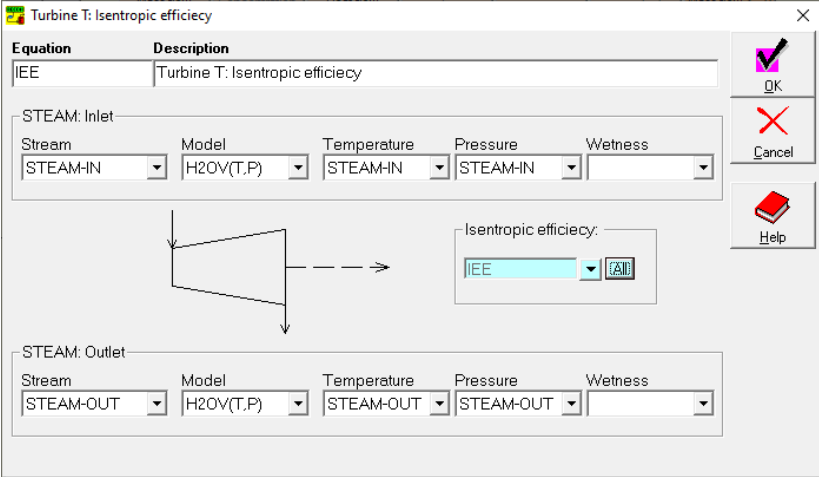 Turbine T: Isentropic efficiecy
Equation Description
IEE Turbine T: Isentropic efficiecy
OK
STEAM: Inlet
Stream Model Temperature Pressure Wetness
STEAM-IN H2OV(T,P) STEAM-IN STEAM-IN
Cancel
Isentropic efficiecy:
IEE All
Help
STEAM: Outlet
Stream Model Temperature Pressure Wetness
STEAM-OUT H2OV(T,P) STEAM-OUT STEAM-OUT